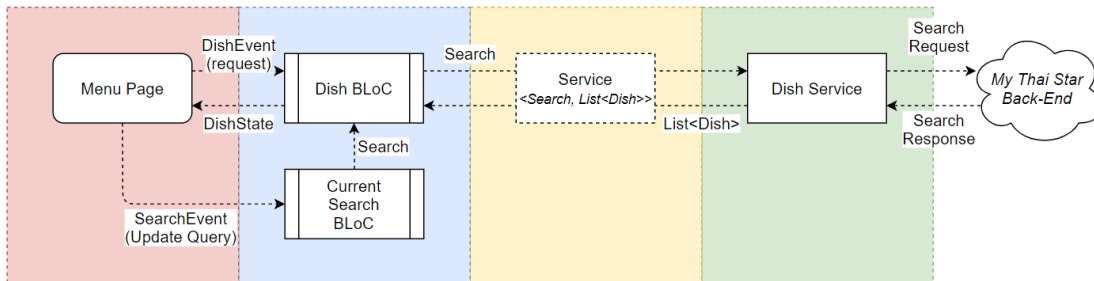 DishEvent
(request)
Menu Page
DishState
Dish BLoC
Search
Search
Current
Search
BLoC
SearchEvent
(Update Query)
Service
<Search, List<Dish>>
List<Dish>
Dish Service
Search
Request
Search
Response
My Thai Star
Back-End